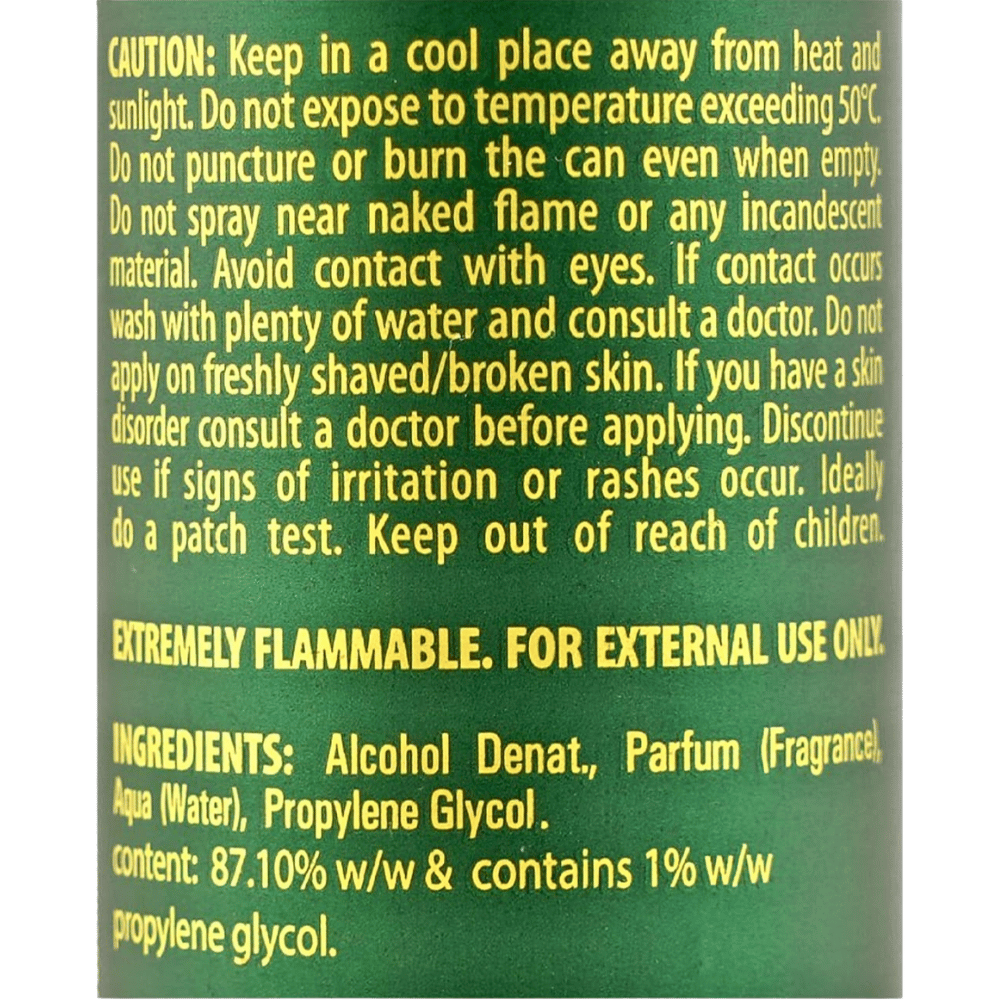 CAUTION: Keep in a cool place away from heat and
sunlight. Do not expose to temperature exceeding 50°C.
Do not puncture or burn the can even when empty.
Do not spray near naked flame or any incandescent
material. Avoid contact with eyes. If contact occurs
wash with plenty of water and consult a doctor. Do not
apply on freshly shaved/broken skin. If you have a skin
disorder consult a doctor before applying. Discontinue
use if signs of irritation or rashes occur. Ideally
do a patch test. Keep out of reach of children.
EXTREMELY FLAMMABLE. FOR EXTERNAL USE ONLY.
INGREDIENTS: Alcohol Denat., Parfum (Fragrance),
Aqua (Water), Propylene Glycol.
content: 87.10% w/w & contains 1% w/w
propylene glycol.